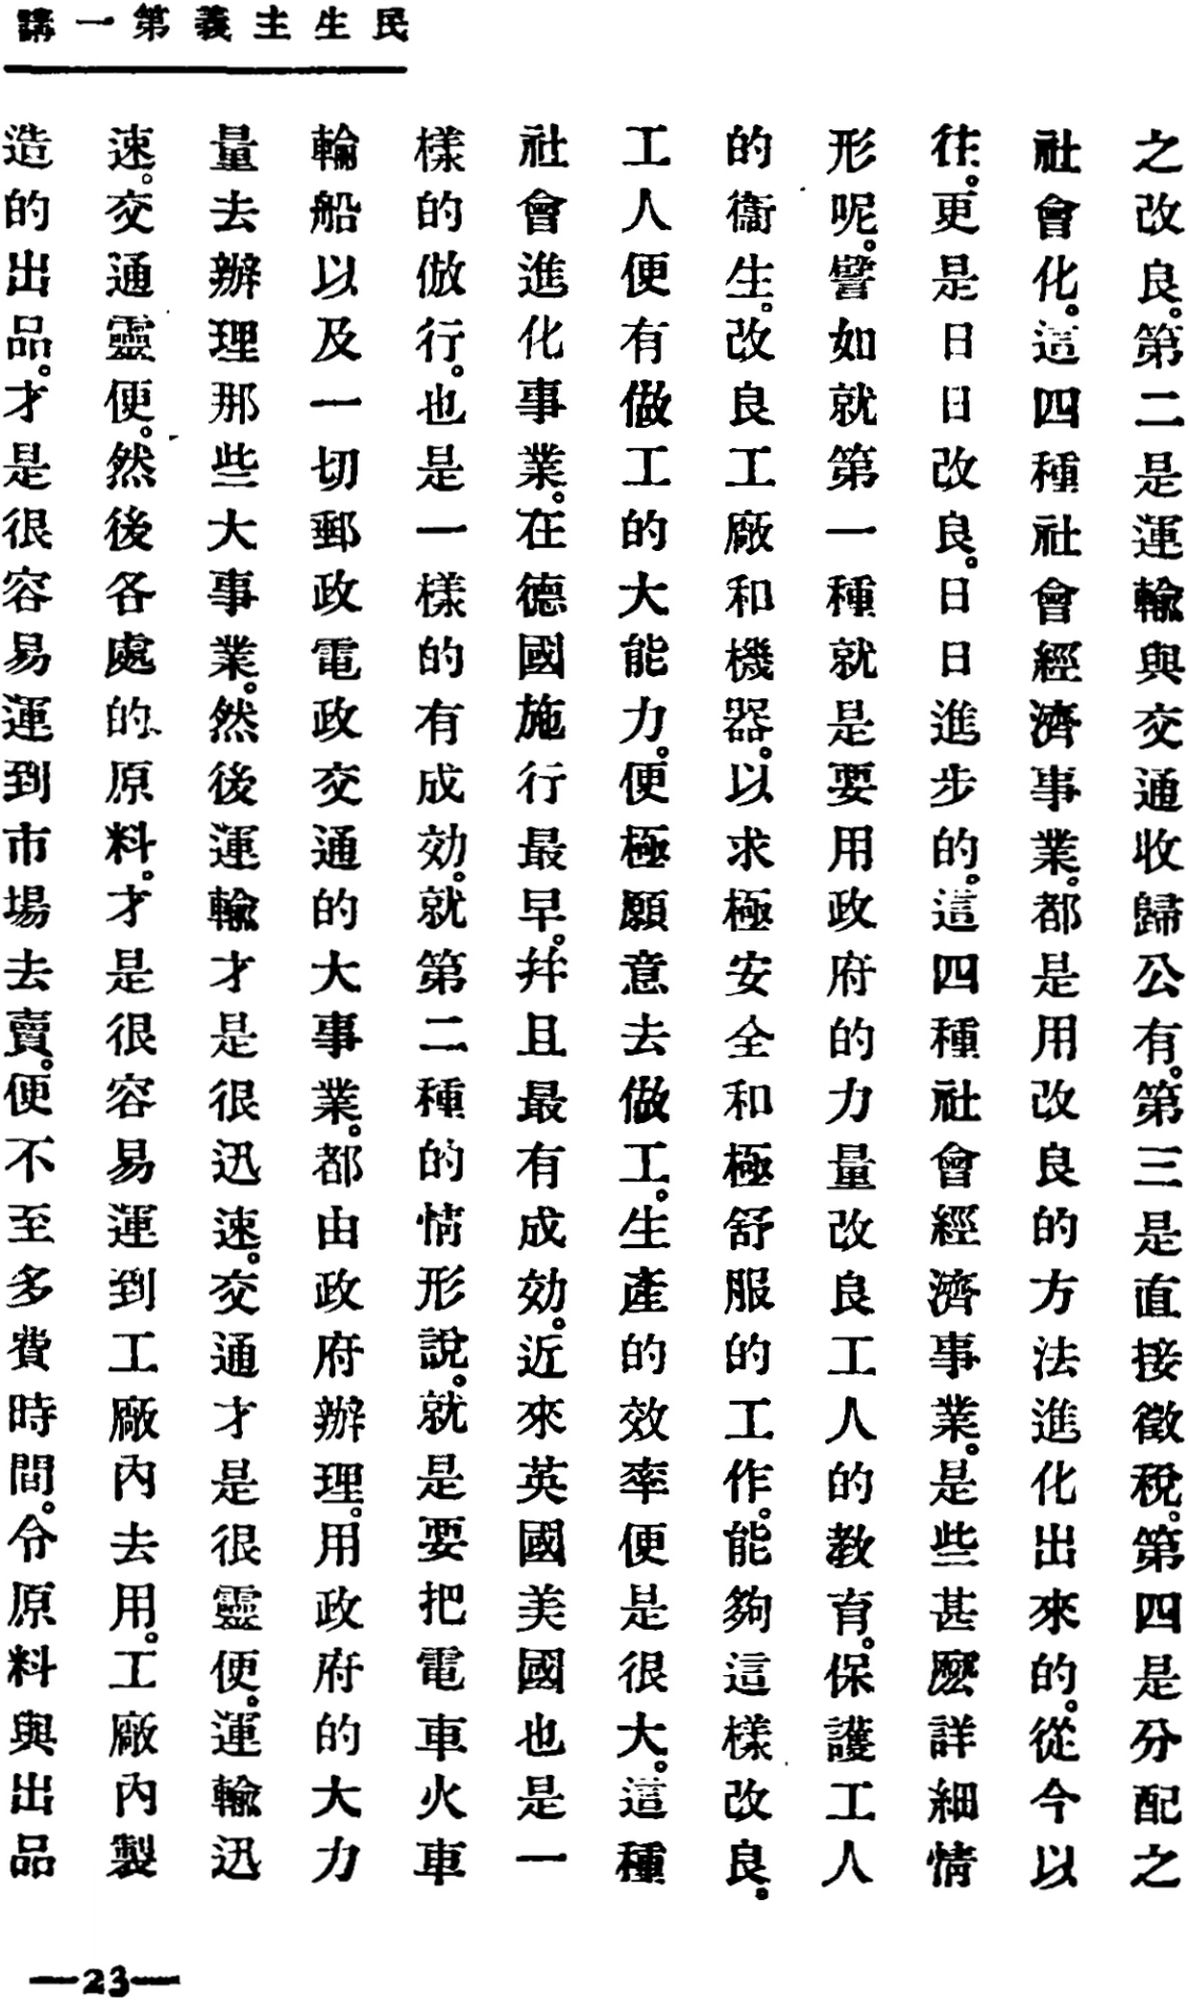 民生主義第一講
之改良。第二是運輸與交通收歸公有。第三是直接徵稅。第四是分配之
社會化。這四種社會經濟事業。都是用改良的方法進化出來的。從今以
往。更是日日改良。日日進步的。這四種社會經濟事業。是些甚麽詳細情
形呢。譬如就第一種就是要用政府的力量改良工人的教育。保護工人
的衞生。改良工廠和機器。以求極安全和極舒服的工作。能夠這樣改良。
工人便有做工的大能力。便極願意去做工。生產的效率便是很大。這種
社會進化事業。在德國施行最早。并且最有成効。近來英國美國也是一
樣的倣行。也是一樣的有成効。就第二種的情形說。就是要把電車火車
輪船以及一切郵政電政交通的大事業。都由政府辦理。用政府的大力
量去辦理那些大事業。然後運輸才是很迅速。交通才是很靈便。運輸迅
速。交通靈便。然後各處的原料。才是很容易運到工廠內去用。工廠內製
造的出品。才是很容易運到市場去賣。便不至多費時間。令原料與出品
—23—